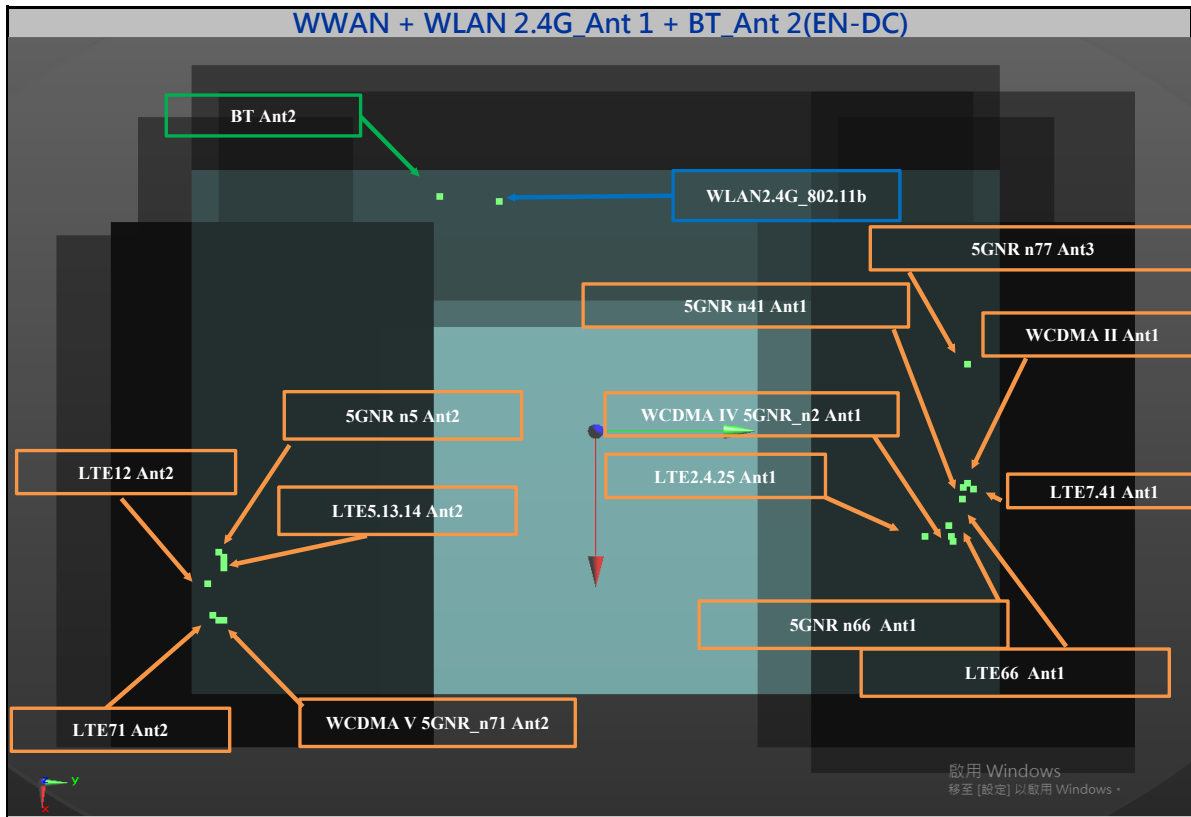 WWAN + WLAN 2.4G_Ant 1 + BT_Ant 2(EN-DC)
BT Ant2
WLAN2.4G_802.11b
5GNR n77 Ant3
5GNR n41 Ant1
WCDMA II Ant1
5GNR n5 Ant2
WCDMA IV 5GNR_n2 Ant1
LTE12 Ant2
LTE2.4.25 Ant1
LTE7.41 Ant1
LTE5.13.14 Ant2
5GNR n66 Ant1
LTE66 Ant1
LTE71 Ant2
WCDMA V 5GNR_n71 Ant2
啟用 Windows
移至 [設定] 以啟用 Windows。
y
x